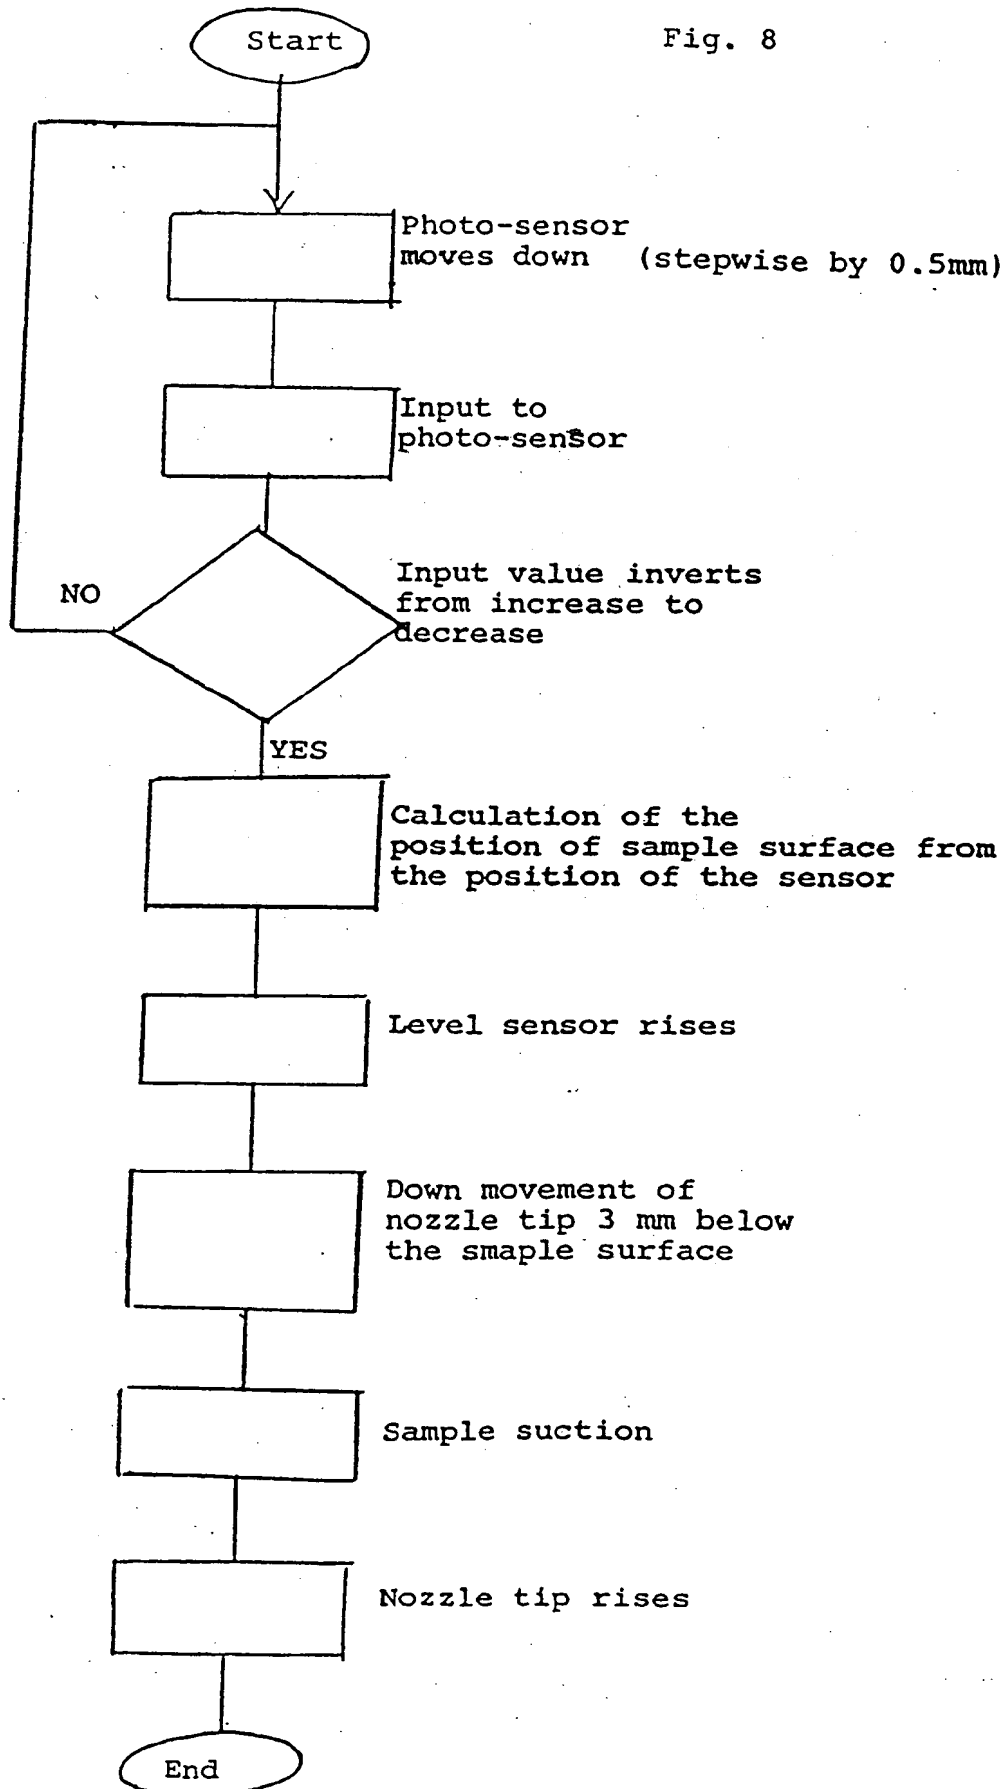 Start
Fig. 8
Photo-sensor
moves down (stepwise by 0.5mm)
Input to
photo-sensor
NO
Input value inverts
from increase to
decrease
YES
Calculation of the
position of sample surface from
the position of the sensor
Level sensor rises
Down movement of
nozzle tip 3 mm below
the smaple surface
Sample suction
Nozzle tip rises
End